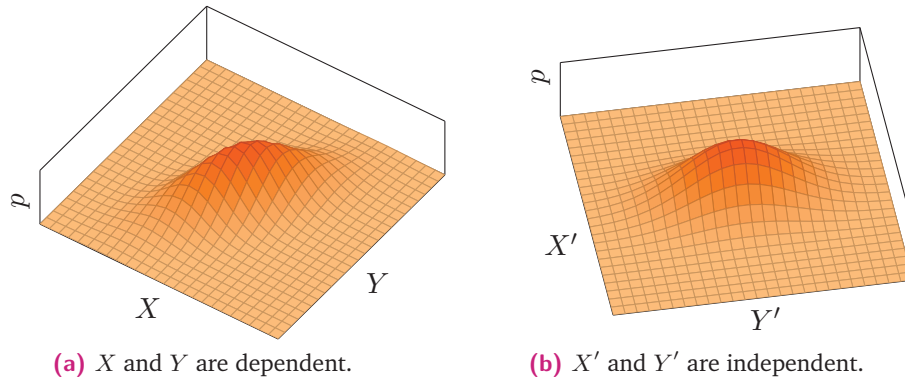 p
X
Y
(a) X and Y are dependent.
p
X′
Y′
(b) X′ and Y′ are independent.